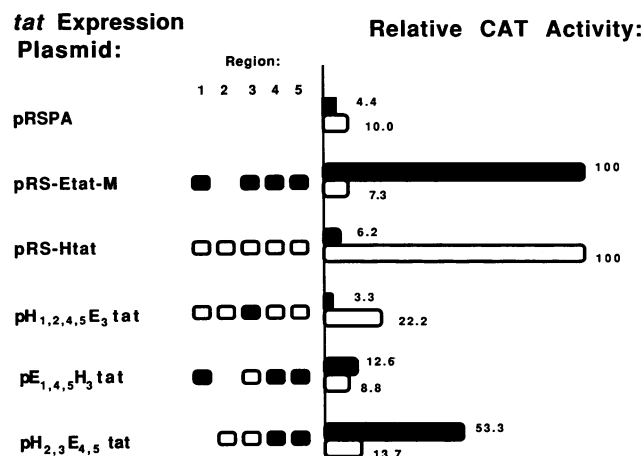 tat Expression
Plasmid:
Relative CAT Activity:
Region:
1 2 3 4 5
pRSPA
4.4
10.0
pRS-Etat-M
100
7.3
pRS-Htat
6.2
100
pH1,2,4,5E3 tat
3.3
22.2
pE1,4,5H3 tat
12.6
8.8
pH2,3E4,5 tat
53.3
13.7